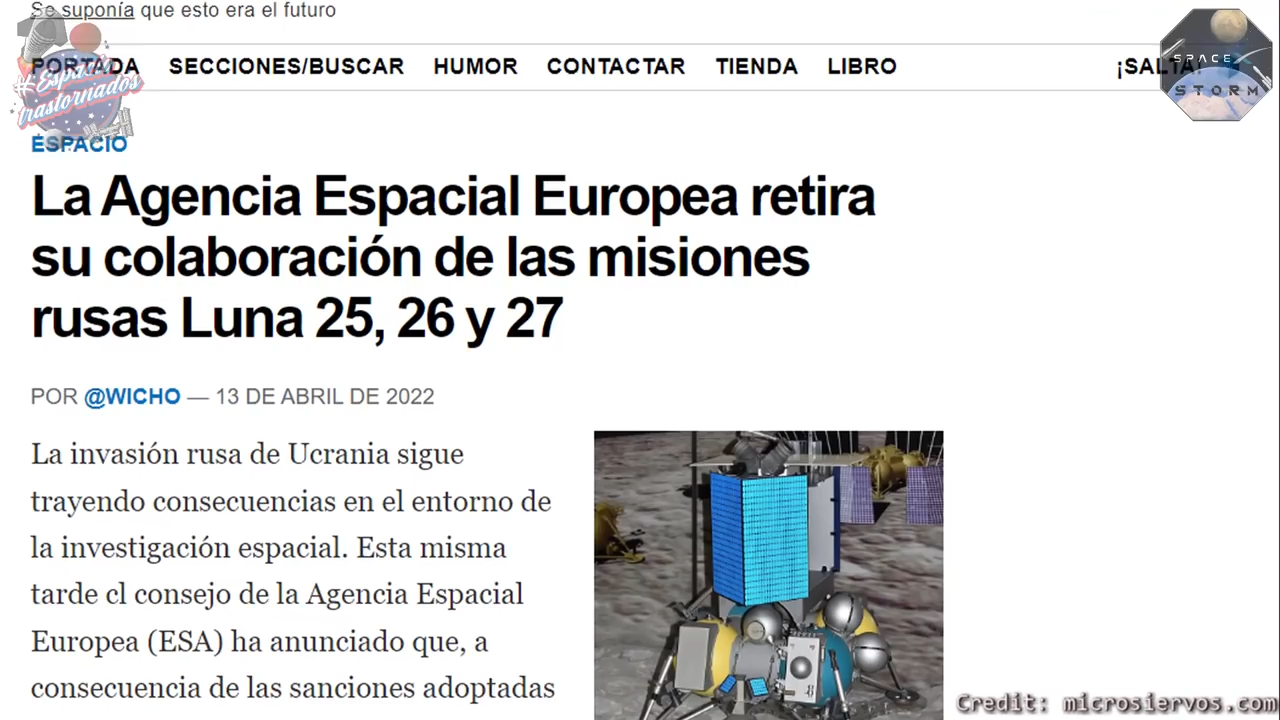 Se suponía que esto era el futuro
PORTADA SECCIONES/BUSCAR HUMOR CONTACTAR TIENDA LIBRO ¡SALTA!
#Espacio
trastornados
SPACE
STORM
ESPACIO
La Agencia Espacial Europea retira
su colaboración de las misiones
rusas Luna 25, 26 y 27
POR @WICHO — 13 DE ABRIL DE 2022
La invasión rusa de Ucrania sigue
trayendo consecuencias en el entorno de
la investigación espacial. Esta misma
tarde cl consejo de la Agencia Espacial
Europea (ESA) ha anunciado que, a
consecuencia de las sanciones adoptadas
Credit: microsiervos.com